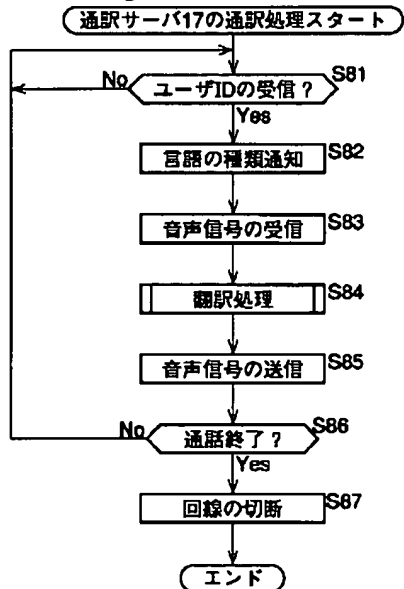 通訳サーバ17の通訳処理スタート
No
ユーザIDの受信?
S81
Yes
言語の種類通知
S82
音声信号の受信
S83
翻訳処理
S84
音声信号の送信
S85
No
通話終了?
S86
Yes
回線の切断
S87
エンド